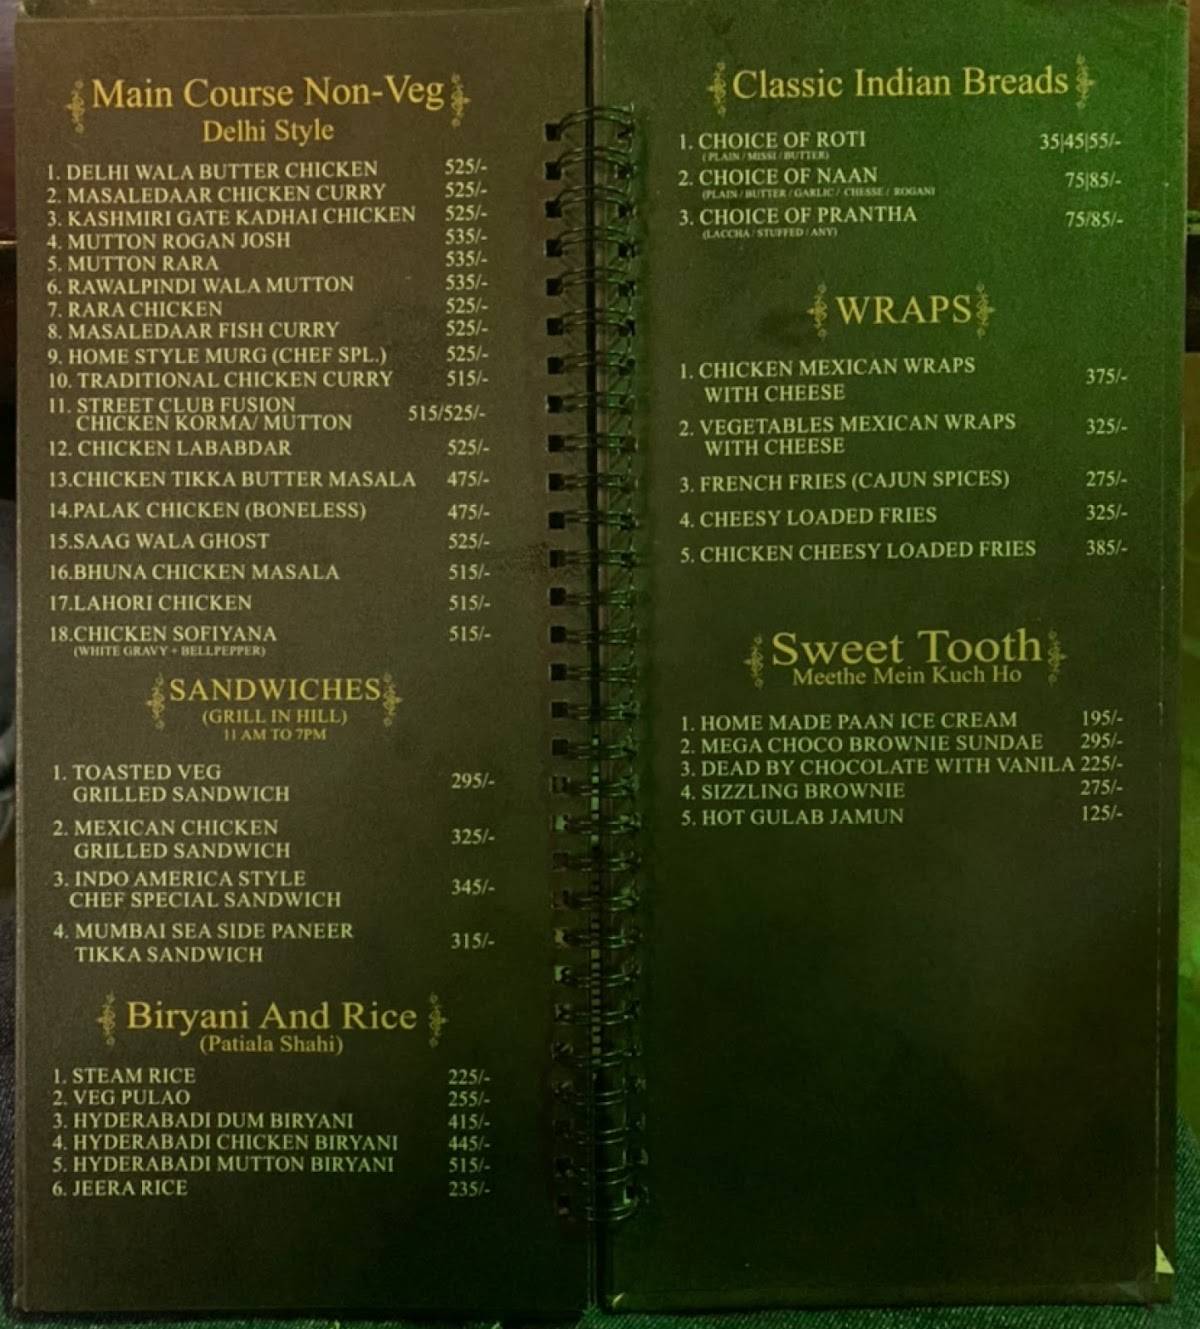 Main Course Non-Veg
Delhi Style
1. DELHI WALA BUTTER CHICKEN 525/-
2. MASALEDAAR CHICKEN CURRY 525/-
3. KASHMIRI GATE KADHAI CHICKEN 525/-
4. MUTTON ROGAN JOSH 535/-
5. MUTTON RARA 535/-
6. RAWALPINDI WALA MUTTON 535/-
7. RARA CHICKEN 525/-
8. MASALEDAAR FISH CURRY 525/-
9. HOME STYLE MURG (CHEF SPL.) 525/-
10. TRADITIONAL CHICKEN CURRY 515/-
11. STREET CLUB FUSION
CHICKEN KORMA/ MUTTON 515/525/-
12. CHICKEN LABABDAR 525/-
13.CHICKEN TIKKA BUTTER MASALA 475/-
14.PALAK CHICKEN (BONELESS) 475/-
15.SAAG WALA GHOST 525/-
16.BHUNA CHICKEN MASALA 515/-
17.LAHORI CHICKEN 515/-
18.CHICKEN SOFIYANA 515/-
(WHITE GRAVY + BELLPEPPER)
SANDWICHES
(GRILL IN HILL)
11 AM TO 7PM
1. TOASTED VEG
GRILLED SANDWICH 295/-
2. MEXICAN CHICKEN
GRILLED SANDWICH 325/-
3. INDO AMERICA STYLE
CHEF SPECIAL SANDWICH 345/-
4. MUMBAI SEA SIDE PANEER
TIKKA SANDWICH 315/-
Biryani And Rice
(Patiala Shahi)
1. STEAM RICE 225/-
2. VEG PULAO 255/-
3. HYDERABADI DUM BIRYANI 415/-
4. HYDERABADI CHICKEN BIRYANI 445/-
5. HYDERABADI MUTTON BIRYANI 515/-
6. JEERA RICE 235/-
Classic Indian Breads
1. CHOICE OF ROTI 35|45|55/-
(PLAIN / MISSI / BUTTER)
2. CHOICE OF NAAN 75|85/-
(PLAIN / BUTTER / GARLIC / CHESSE / ROGAN)
3. CHOICE OF PRANTHA 75/85/-
(LACCHA / STUFFED / ANY)
WRAPS
1. CHICKEN MEXICAN WRAPS
WITH CHEESE 375/-
2. VEGETABLES MEXICAN WRAPS
WITH CHEESE 325/-
3. FRENCH FRIES (CAJUN SPICES) 275/-
4. CHEESY LOADED FRIES 325/-
5. CHICKEN CHEESY LOADED FRIES 385/-
Sweet Tooth
Meethe Mein Kuch Ho
1. HOME MADE PAAN ICE CREAM 195/-
2. MEGA CHOCO BROWNIE SUNDAE 295/-
3. DEAD BY CHOCOLATE WITH VANILA 225/-
4. SIZZLING BROWNIE 275/-
5. HOT GULAB JAMUN 125/-